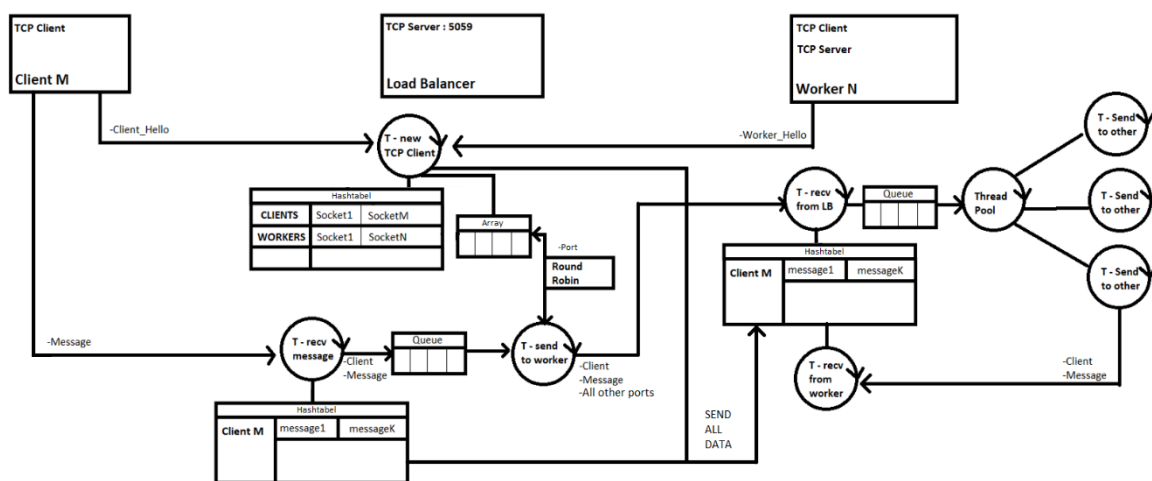 TCP Client
Client M
TCP Server : 5059
Load Balancer
TCP Client
TCP Server
Worker N
-Client_Hello
T - new
TCP Client
-Worker_Hello
T - Send
to other
Hashtabel
CLIENTS Socket1 SocketM
WORKERS Socket1 SocketN
Array
-Port
Round
Robin
T - recv
from LB
Queue
Thread
Pool
T - Send
to other
Hashtabel
Client M message1 messageK
T - Send
to other
-Message
T - recv
message
-Client
-Message
Queue
T - send
to worker
-Client
-Message
-All other ports
T - recv
from
worker
-Client
-Message
Hashtabel
Client M message1 messageK
SEND
ALL
DATA